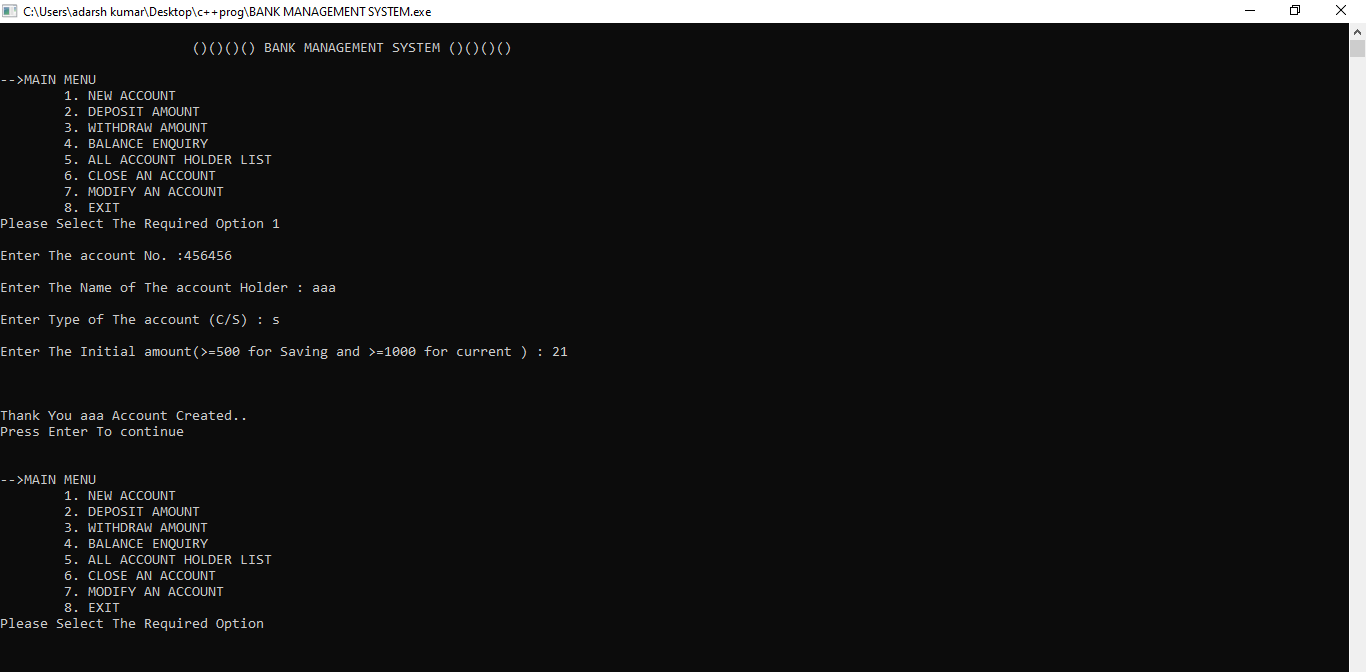 C:\Users\adarsh kumar\Desktop\c++prog\BANK MANAGEMENT SYSTEM.exe
()()()() BANK MANAGEMENT SYSTEM ()()()()
-->MAIN MENU
1. NEW ACCOUNT
2. DEPOSIT AMOUNT
3. WITHDRAW AMOUNT
4. BALANCE ENQUIRY
5. ALL ACCOUNT HOLDER LIST
6. CLOSE AN ACCOUNT
7. MODIFY AN ACCOUNT
8. EXIT
Please Select The Required Option 1
Enter The account No. :456456
Enter The Name of The account Holder : aaa
Enter Type of The account (C/S) : s
Enter The Initial amount(>=500 for Saving and >=1000 for current ) : 21
Thank You aaa Account Created..
Press Enter To continue
-->MAIN MENU
1. NEW ACCOUNT
2. DEPOSIT AMOUNT
3. WITHDRAW AMOUNT
4. BALANCE ENQUIRY
5. ALL ACCOUNT HOLDER LIST
6. CLOSE AN ACCOUNT
7. MODIFY AN ACCOUNT
8. EXIT
Please Select The Required Option